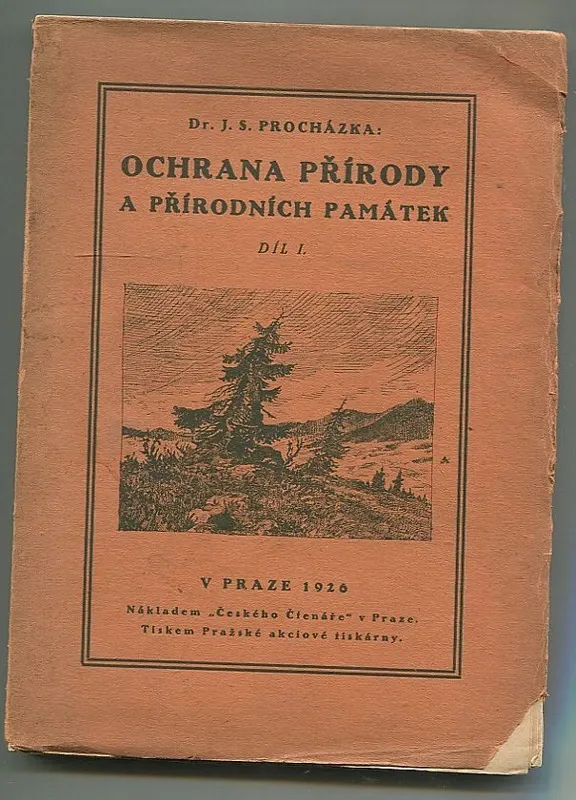 Dr. J. S. PROCHÁZKA:
OCHRANA PŘÍRODY
A PŘÍRODNÍCH PAMÁTEK
DÍL I.
V PRAZE 1926
Nákladem „Českého Čtenáře“ v Praze.
Tiskem Pražské akciové tiskárny.